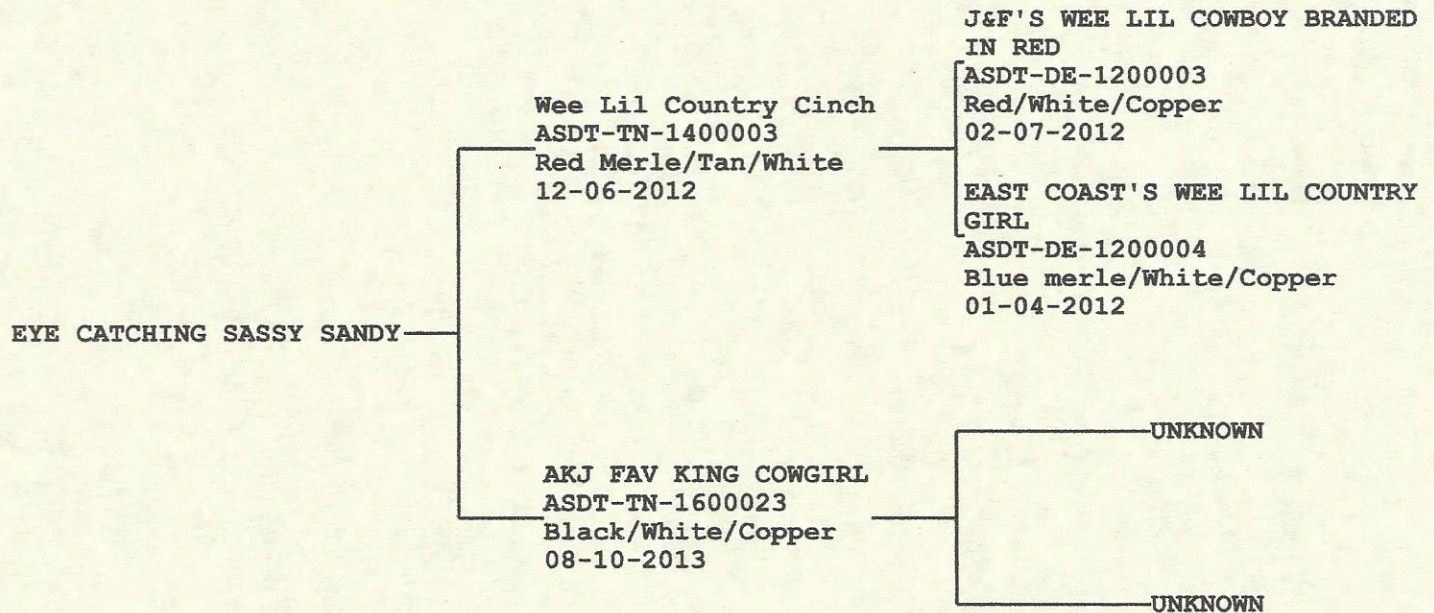 J&F'S WEE LIL COWBOY BRANDED
IN RED
ASDT-DE-1200003
Red/White/Copper
02-07-2012
Wee Lil Country Cinch
ASDT-TN-1400003
Red Merle/Tan/White
12-06-2012
EAST COAST'S WEE LIL COUNTRY
GIRL
ASDT-DE-1200004
Blue merle/White/Copper
01-04-2012
EYE CATCHING SASSY SANDY
UNKNOWN
AKJ FAV KING COWGIRL
ASDT-TN-1600023
Black/White/Copper
08-10-2013
UNKNOWN